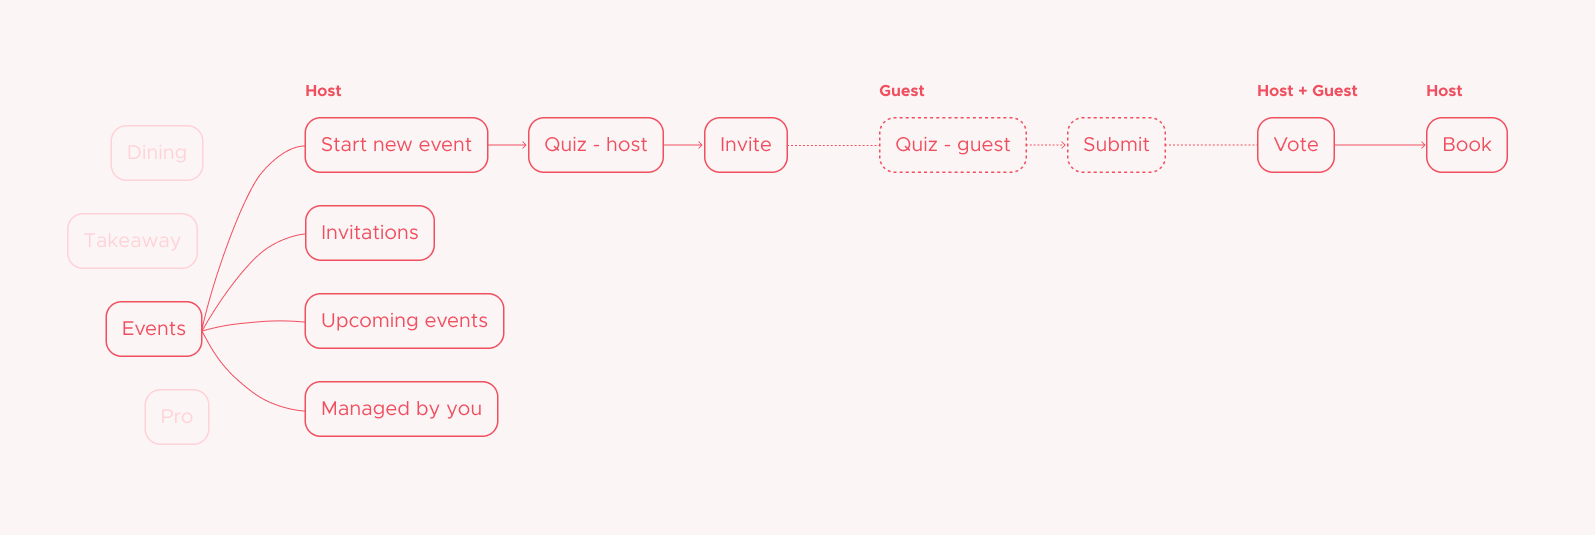 Host
Guest
Host + Guest
Host
Dining
Start new event
Quiz - host
Invite
Quiz - guest
Submit
Vote
Book
Takeaway
Invitations
Events
Upcoming events
Pro
Managed by you